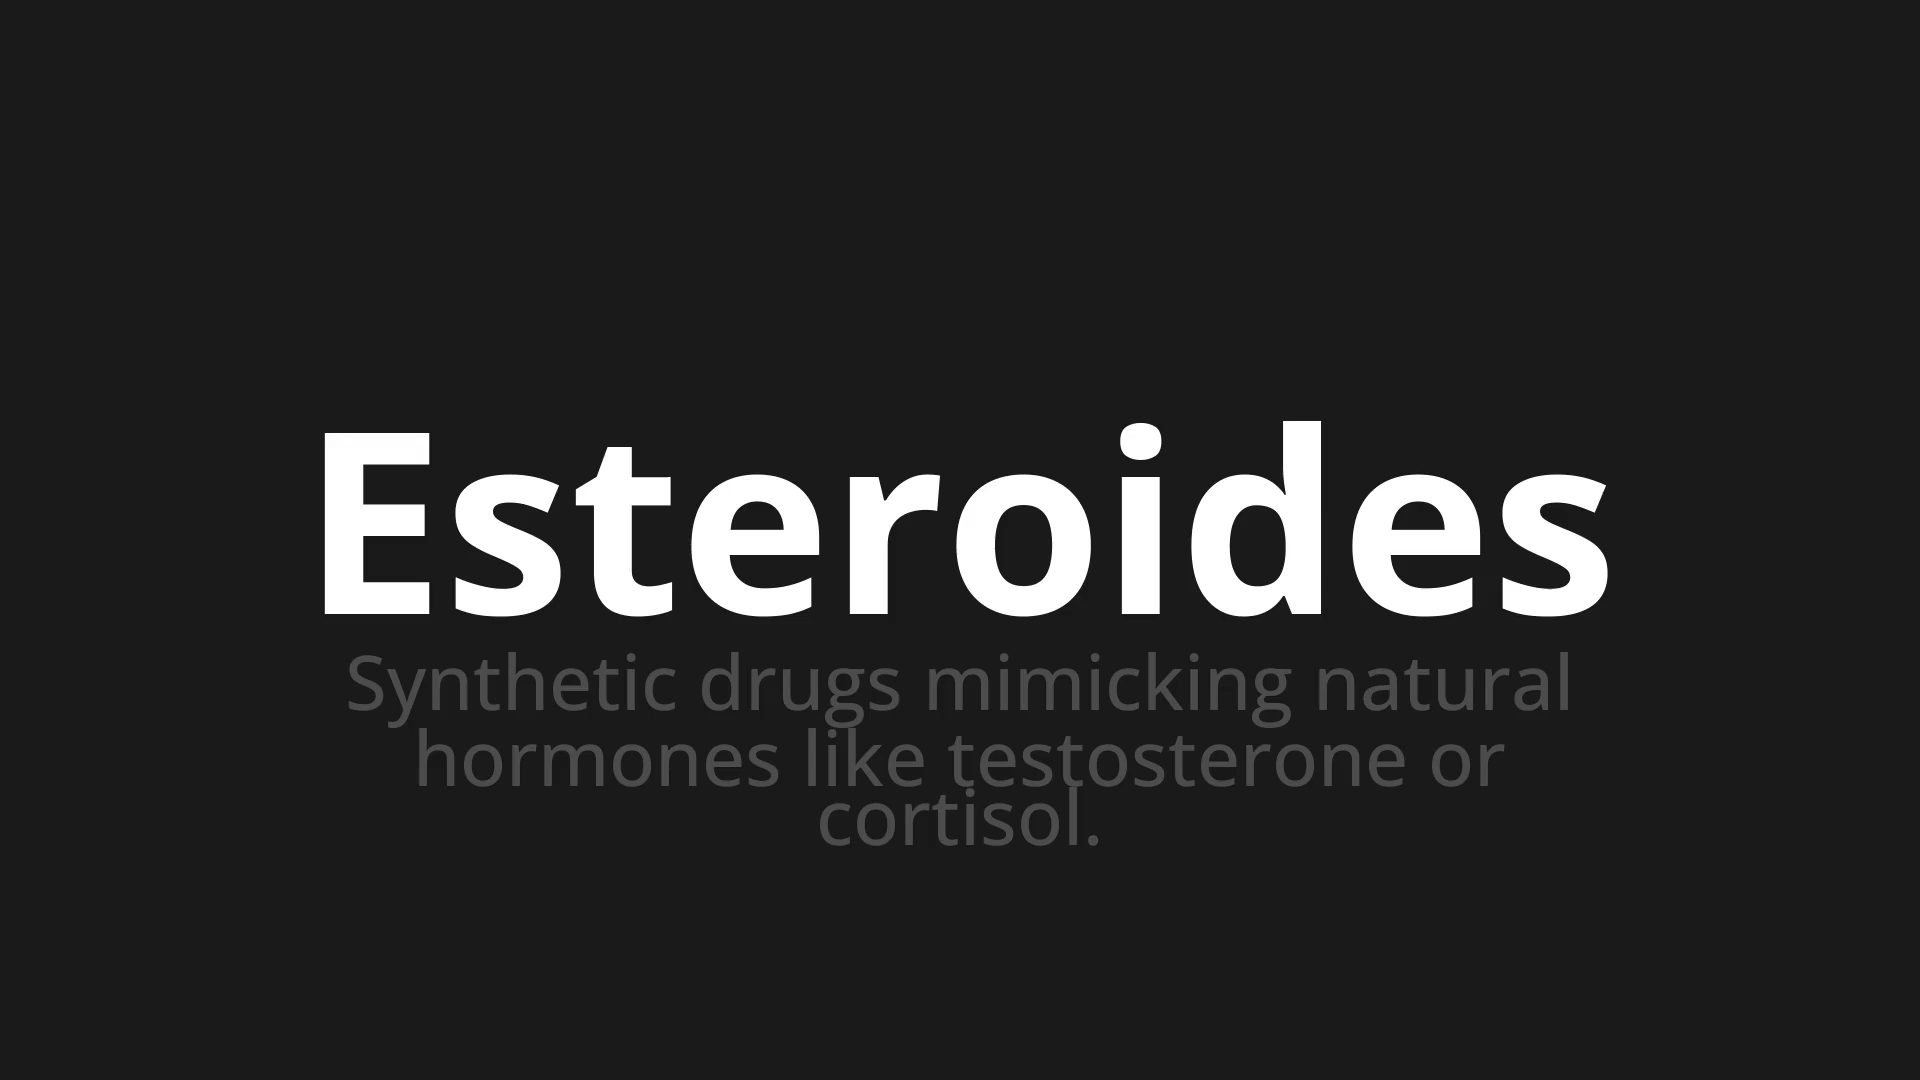 Esteroides
Synthetic drugs mimicking natural
hormones like testosterone or
cortisol.